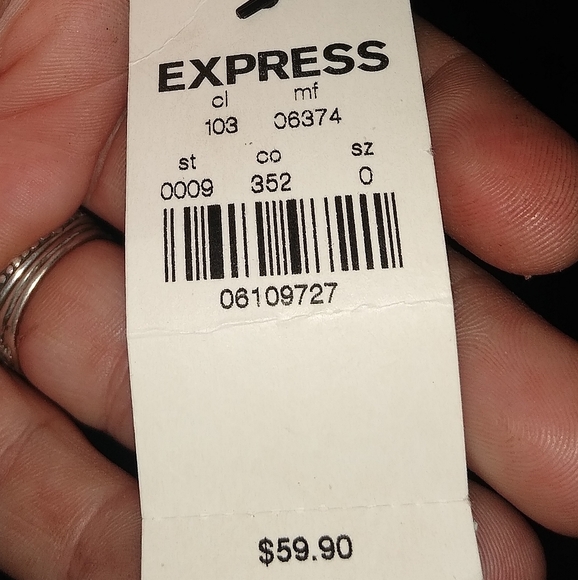 EXPRESS
cl mf
103 06374
st co sz
0009 352 0
06109727
$59.90